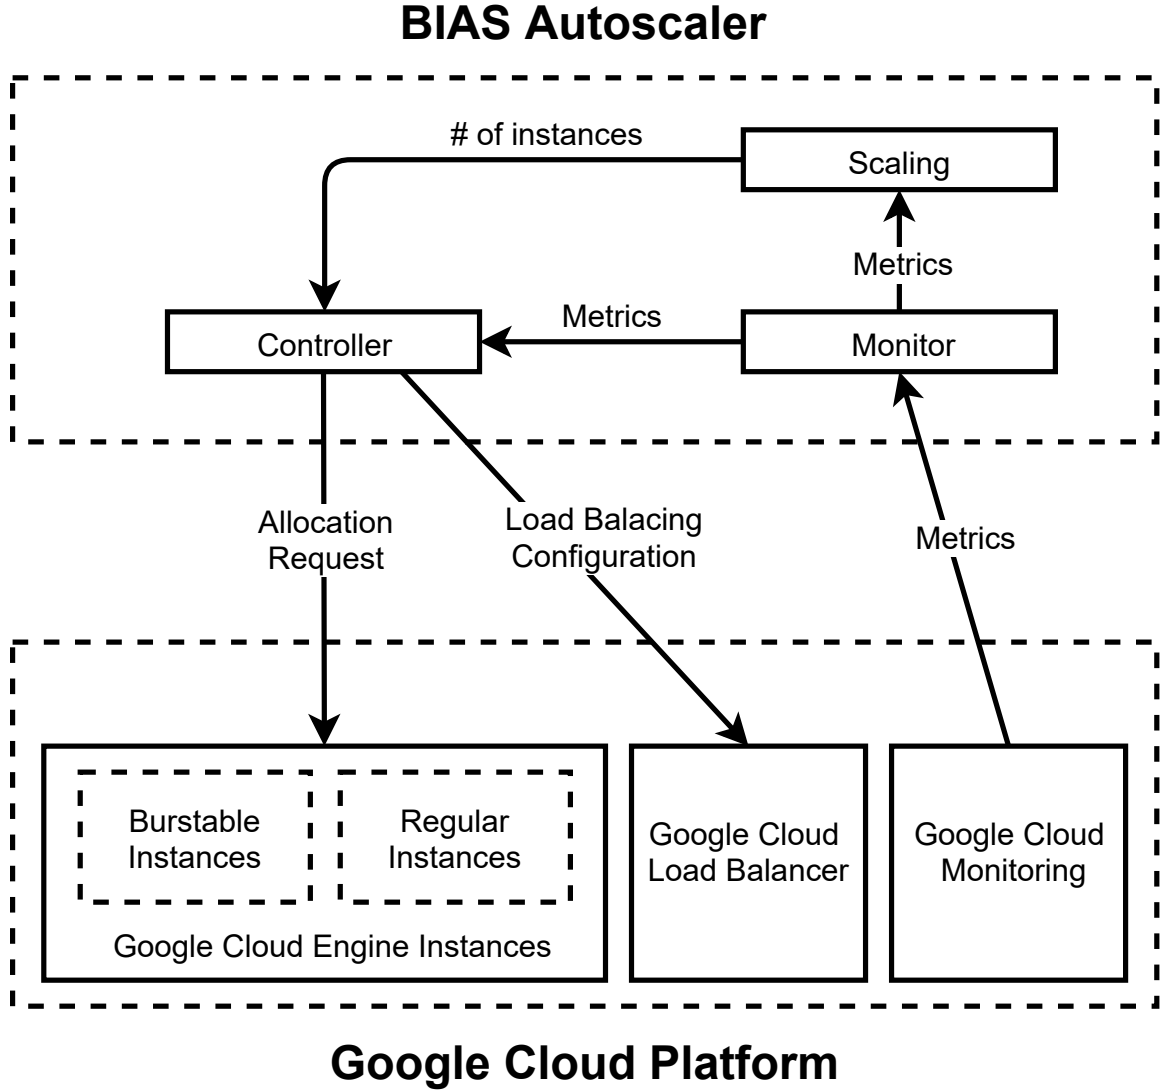 BIAS Autoscaler
# of instances
Scaling
Metrics
Metrics
Controller
Monitor
Allocation
Request
Load Balacing
Configuration
Metrics
Burstable
Instances
Regular
Instances
Google Cloud Engine Instances
Google Cloud
Load Balancer
Google Cloud
Monitoring
Google Cloud Platform